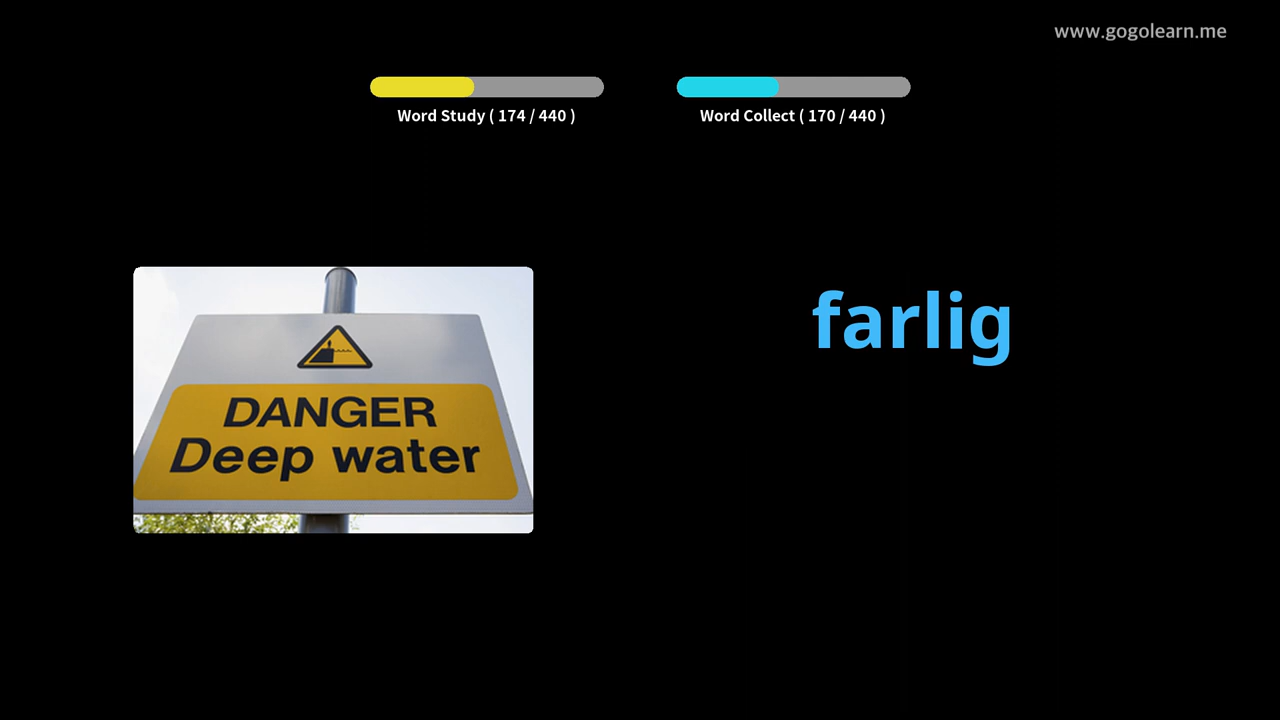 www.gogolearn.me
Word Study ( 174 / 440 )
Word Collect ( 170 / 440 )
DANGER
Deep water
farlig